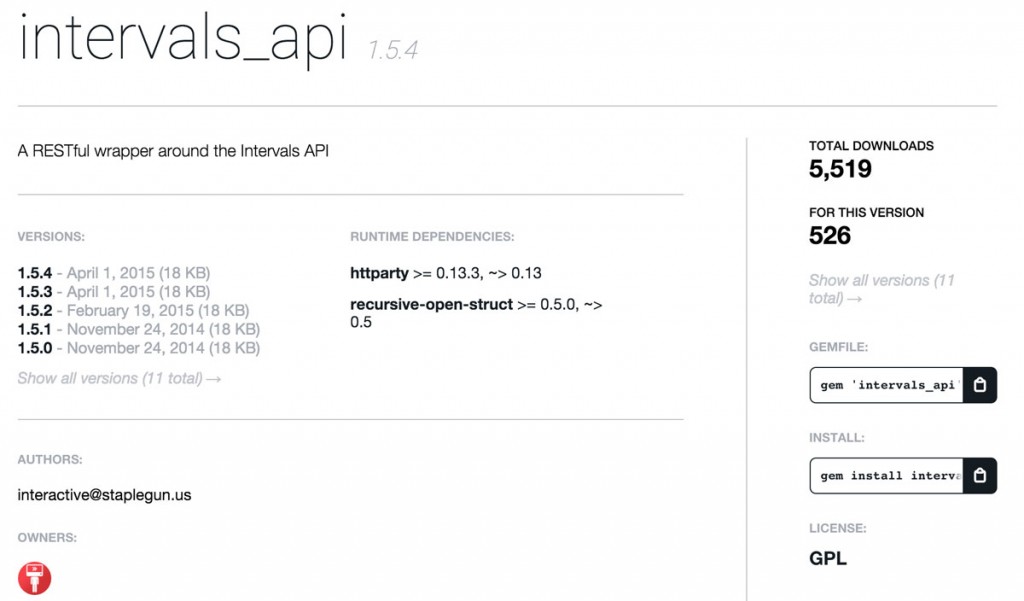 intervals_api 1.5.4
A RESTful wrapper around the Intervals API
VERSIONS:
1.5.4 - April 1, 2015 (18 KB)
1.5.3 - April 1, 2015 (18 KB)
1.5.2 - February 19, 2015 (18 KB)
1.5.1 - November 24, 2014 (18 KB)
1.5.0 - November 24, 2014 (18 KB)
Show all versions (11 total) →
RUNTIME DEPENDENCIES:
httparty >= 0.13.3, ~> 0.13
recursive-open-struct >= 0.5.0, ~>
0.5
AUTHORS:
interactive@staplegun.us
OWNERS:
TOTAL DOWNLOADS
5,519
FOR THIS VERSION
526
Show all versions (11
total) →
GEMFILE:
gem 'intervals_api'
INSTALL:
gem install interva
LICENSE:
GPL